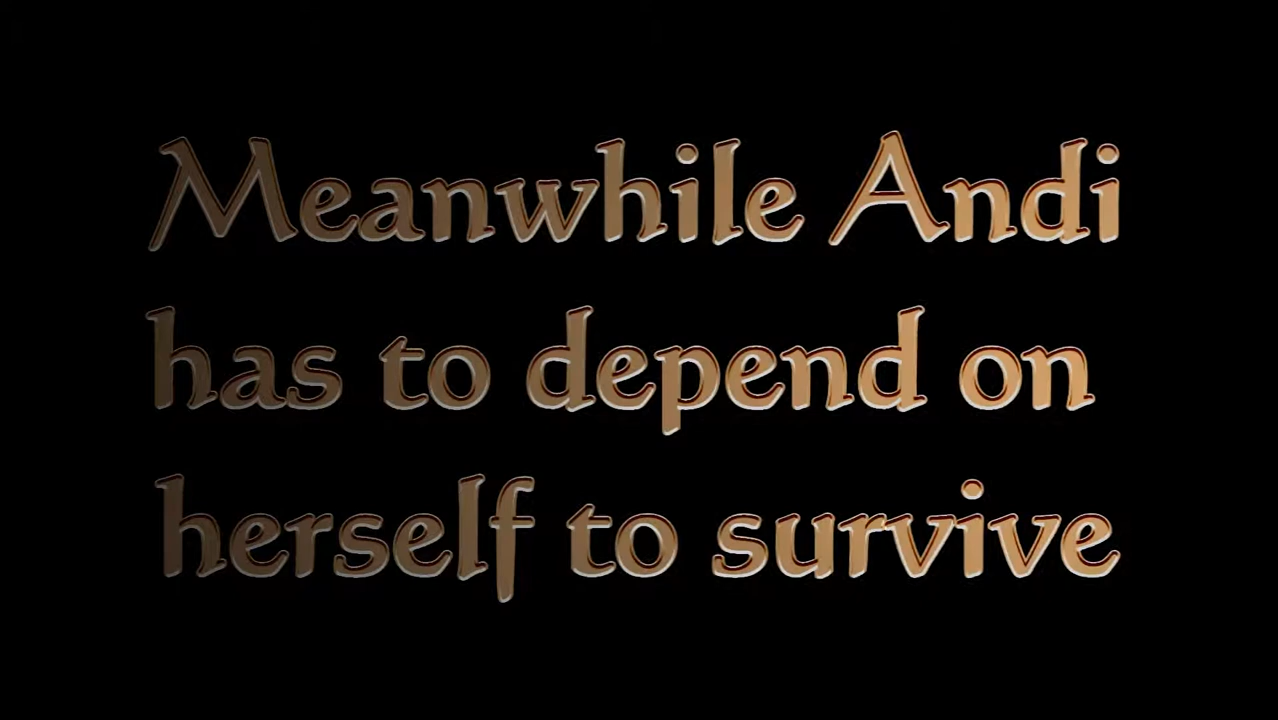 Meanwhile Andi
has to depend on
herself to survive